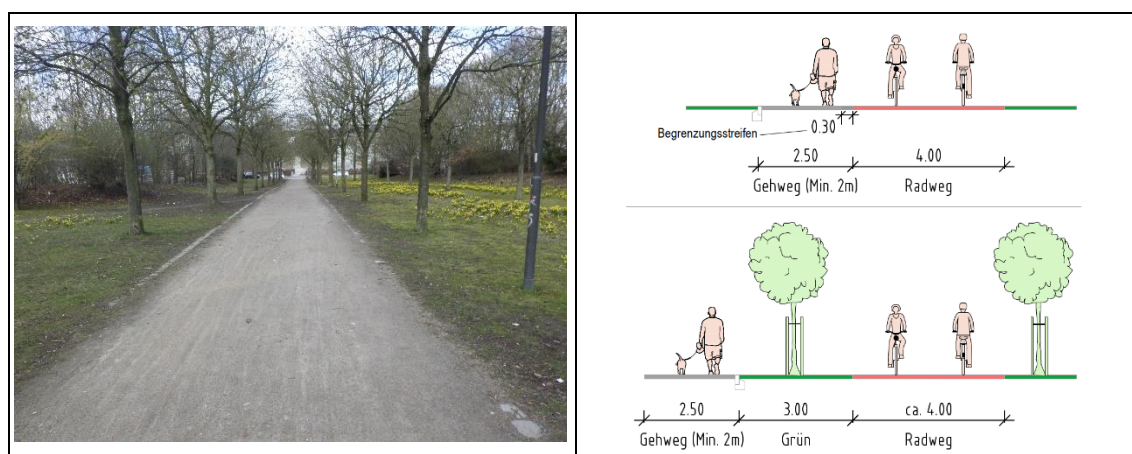 Begrenzungsstreifen
0.30
2.50
4.00
Gehweg (Min. 2m)
Radweg
2.50
3.00
ca. 4.00
Gehweg (Min. 2m)
Grün
Radweg